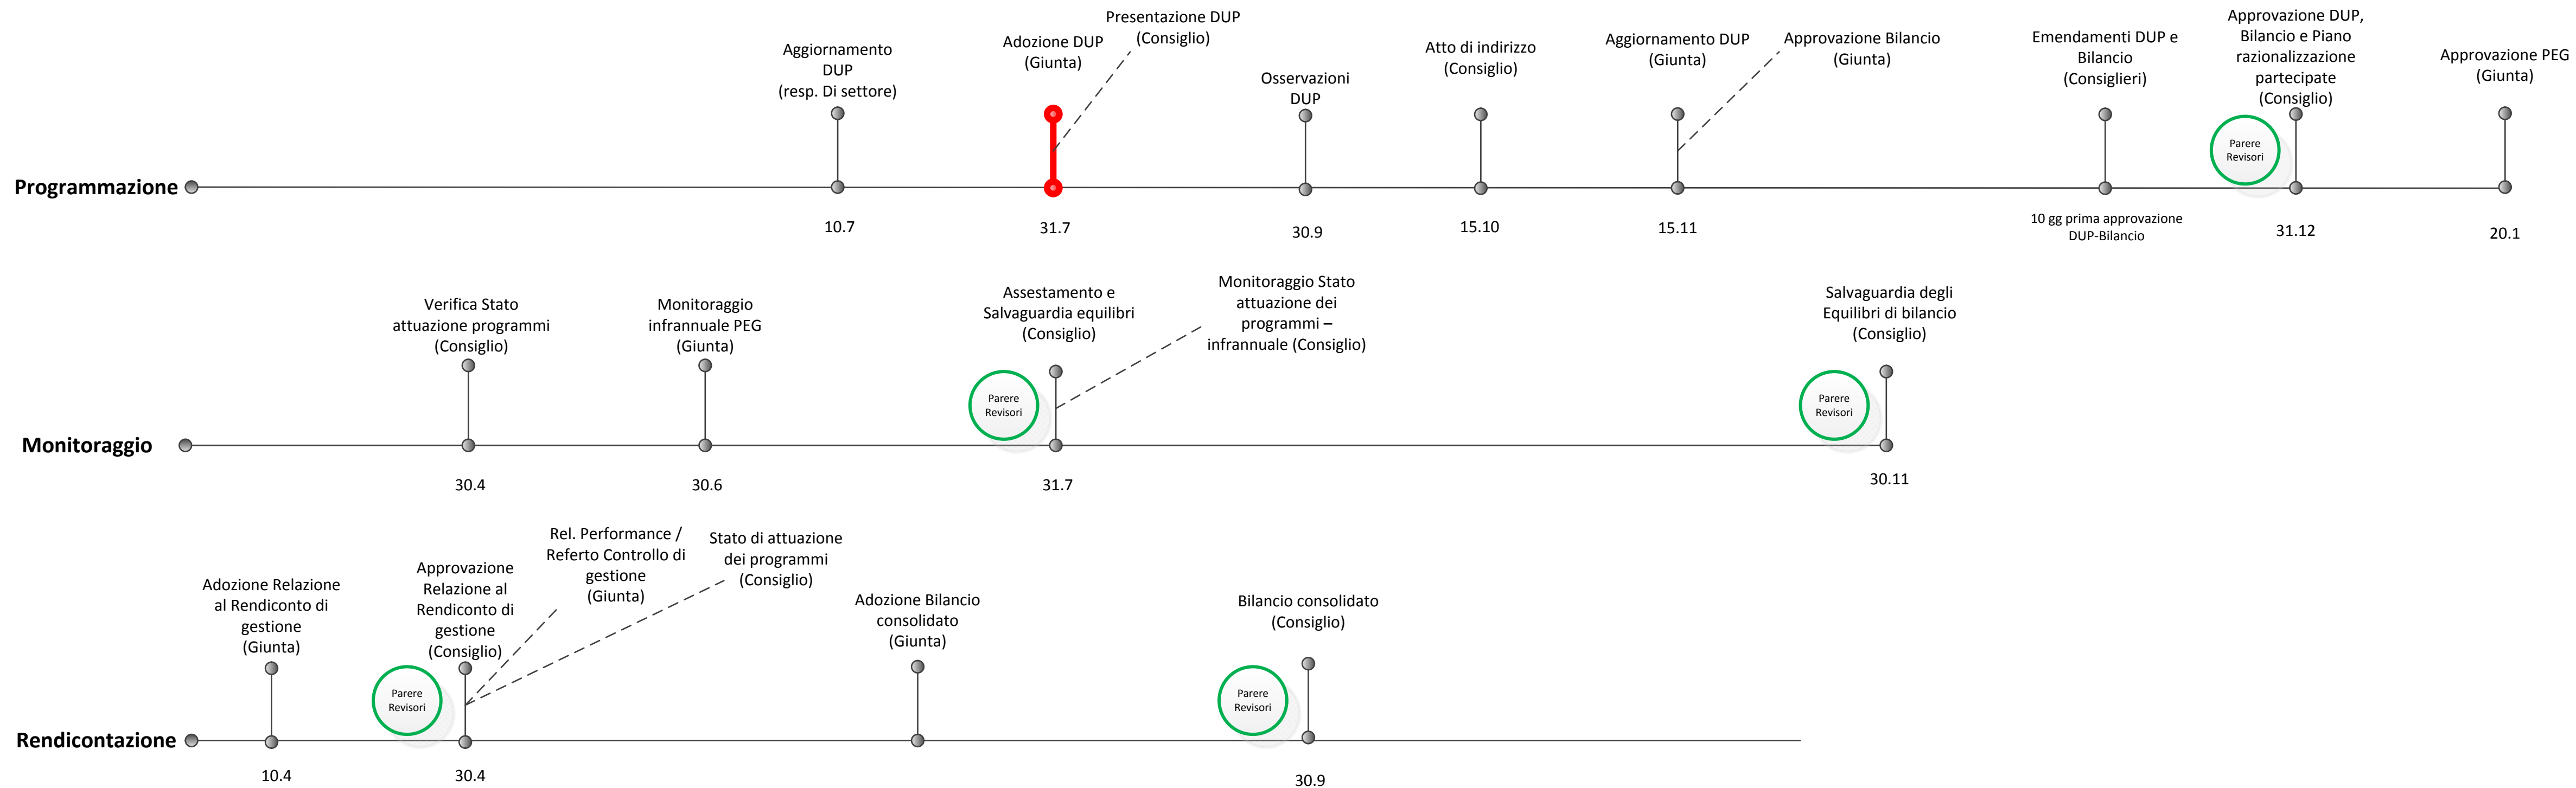 Programmazione
Aggiornamento
DUP
(resp. Di settore)
10.7
Adozione DUP
(Giunta)
Presentazione DUP
(Consiglio)
31.7
Osservazioni
DUP
30.9
Atto di indirizzo
(Consiglio)
15.10
Aggiornamento DUP
(Giunta)
Approvazione Bilancio
(Giunta)
15.11
Emendamenti DUP e
Bilancio
(Consiglieri)
10 gg prima approvazione
DUP-Bilancio
Approvazione DUP,
Bilancio e Piano
razionalizzazione
partecipate
(Consiglio)
Parere
Revisori
31.12
Approvazione PEG
(Giunta)
20.1
Monitoraggio
Verifica Stato
attuazione programmi
(Consiglio)
30.4
Monitoraggio
infrannuale PEG
(Giunta)
30.6
Assestamento e
Salvaguardia equilibri
(Consiglio)
Parere
Revisori
Monitoraggio Stato
attuazione dei
programmi –
infrannuale (Consiglio)
31.7
Salvaguardia degli
Equilibri di bilancio
(Consiglio)
Parere
Revisori
30.11
Rendicontazione
Adozione Relazione
al Rendiconto di
gestione
(Giunta)
10.4
Approvazione
Relazione al
Rendiconto di
gestione
(Consiglio)
Parere
Revisori
Rel. Performance /
Referto Controllo di
gestione
(Giunta)
Stato di attuazione
dei programmi
(Consiglio)
30.4
Adozione Bilancio
consolidato
(Giunta)
Bilancio consolidato
(Consiglio)
Parere
Revisori
30.9